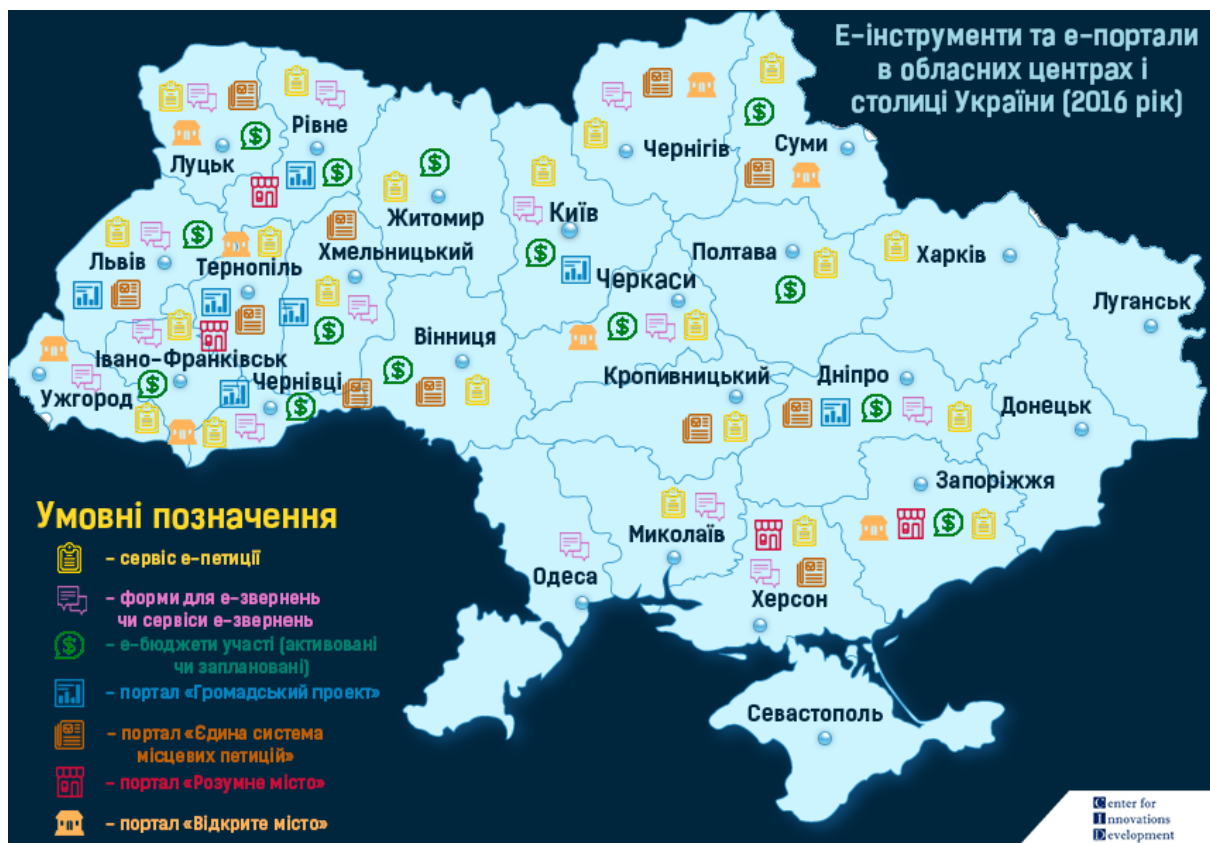 Е-інструменти та е-портали
в обласних центрах і
столиці України (2016 рік)
Рівне
Луцьк
Чернігів
Суми
Житомир
Київ
Хмельницький
Львів
Тернопіль
Полтава
Харків
Черкаси
Луганськ
Вінниця
Івано-Франківськ
Чернівці
Кропивницький
Дніпро
Ужгород
Донецьк
Запоріжжя
Миколаїв
Одеса
Херсон
Севастополь
Умовні позначення
– сервіс е-петиції
– форми для е-звернень
чи сервіси е-звернень
– е-бюджети участі (активовані
чи заплановані)
– портал «Громадський проект»
– портал «Єдина система
місцевих петицій»
– портал «Розумне місто»
– портал «Відкрите місто»
Center for
Innovations
Development